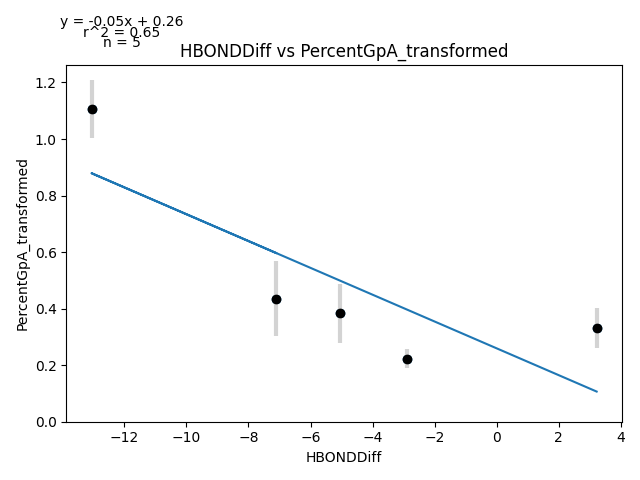 y = -0.05x + 0.26
r^2 = 0.65
n = 5
HBONDDiff vs PercentGpA_transformed
PercentGpA_transformed
1.2
1.0
0.8
0.6
0.4
0.2
0.0
−12
−10
−8
−6
−4
−2
0
2
4
HBONDDiff